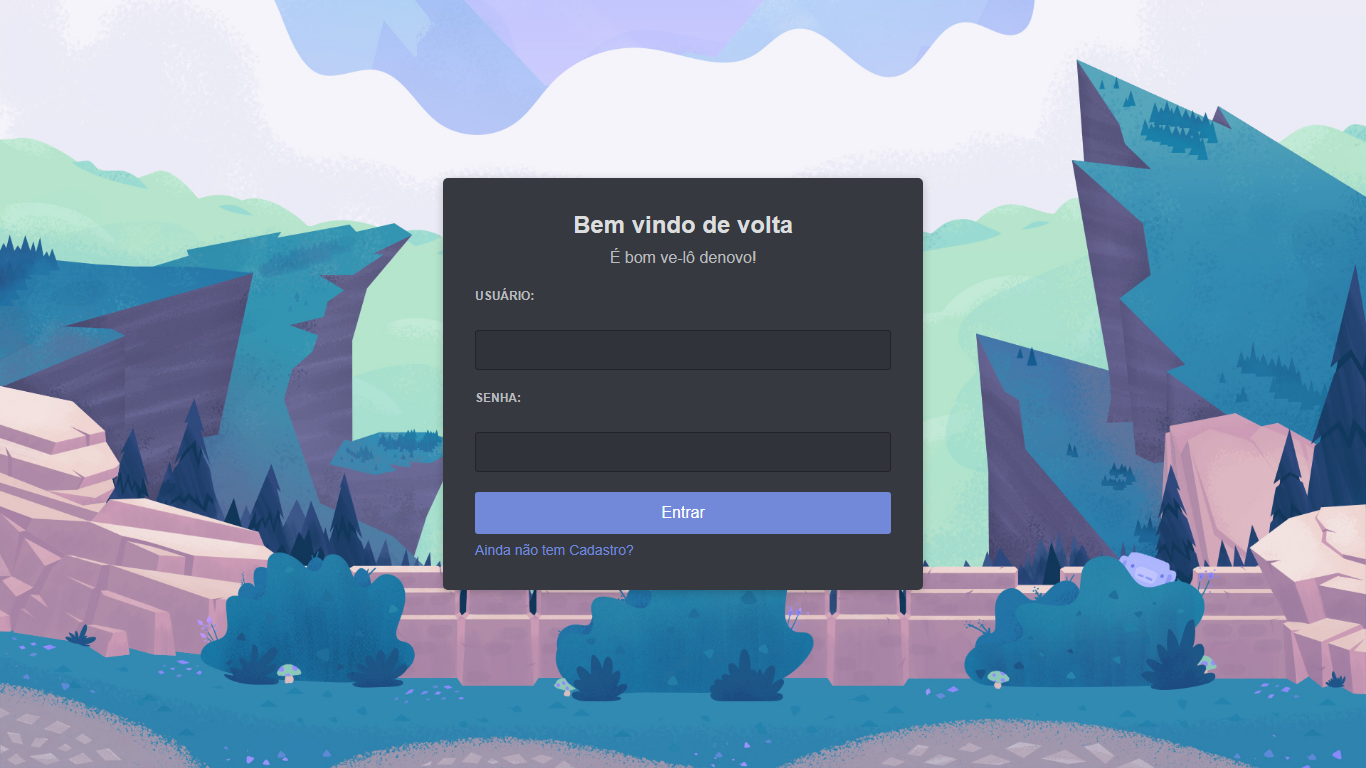 Bem vindo de volta
É bom ve-lô denovo!
USUÁRIO:
SENHA:
Entrar
Ainda não tem Cadastro?